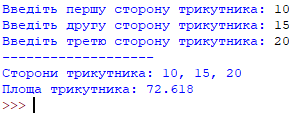 Введіть першу сторону трикутника: 10
Введіть другу сторону трикутника: 15
Введіть третю сторону трикутника: 20
-------------------
Сторони трикутника: 10, 15, 20
Площа трикутника: 72.618
>>>